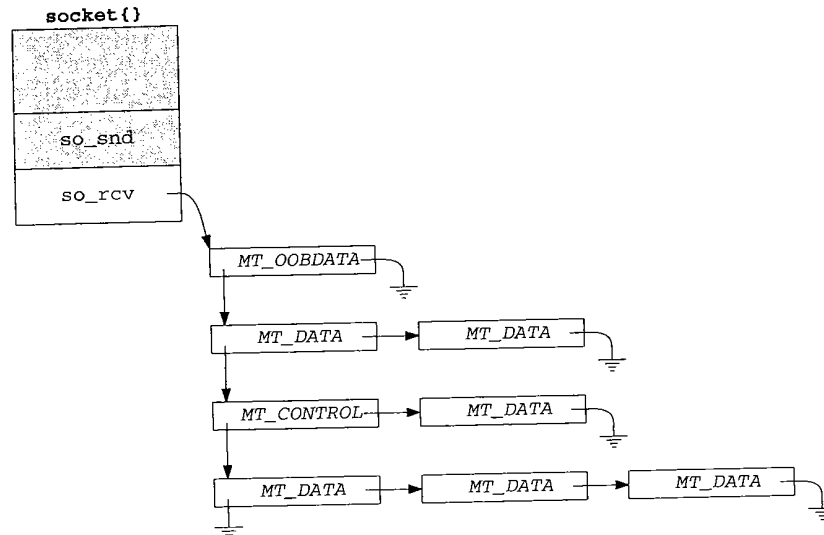 socket{}
so_snd
so_rcv
MT_OOBDATA
MT_DATA MT_DATA
MT_CONTROL MT_DATA
MT_DATA MT_DATA MT_DATA